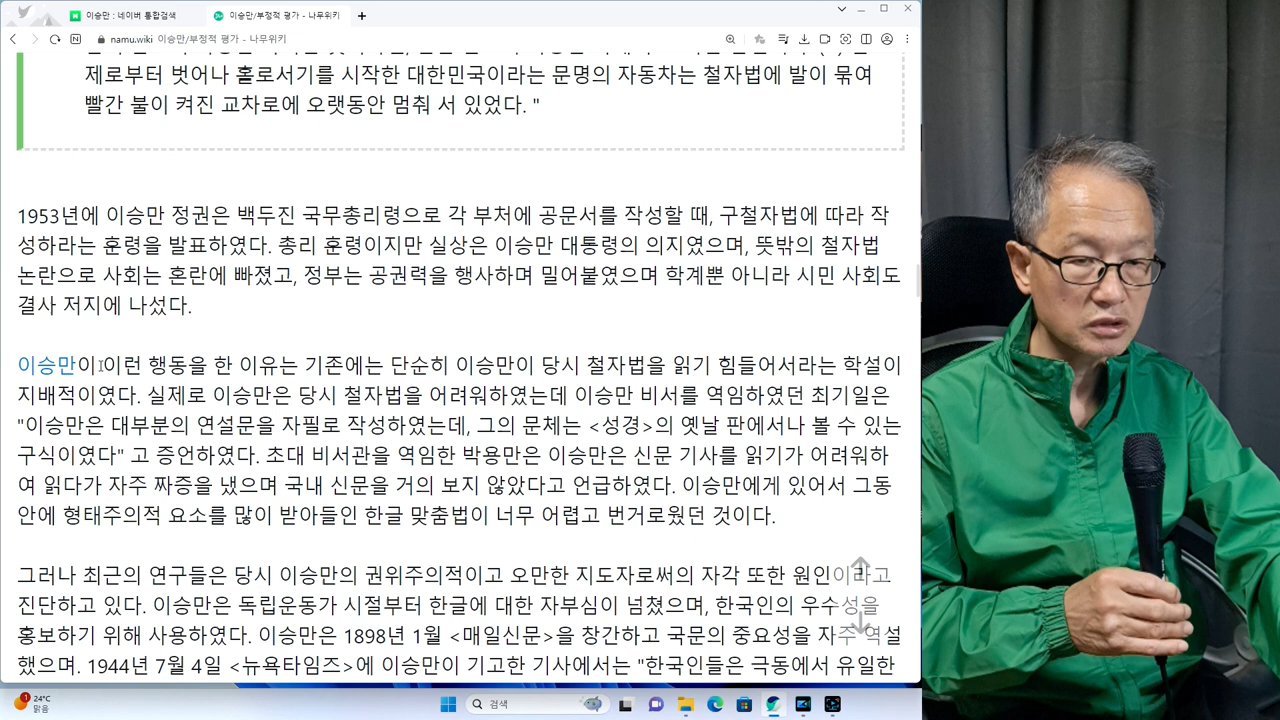 이승만 : 네이버 통합검색
이승만/부정적 평가 - 나무위키
namu.wiki 이승만/부정적 평가 - 나무위키
제로부터 벗어나 홀로서기를 시작한 대한민국이라는 문명의 자동차는 철자법에 발이 묶여
빨간 불이 켜진 교차로에 오랫동안 멈춰 서 있었다. "
1953년에 이승만 정권은 백두진 국무총리령으로 각 부처에 공문서를 작성할 때, 구철자법에 따라 작
성하라는 훈령을 발표하였다. 총리 훈령이지만 실상은 이승만 대통령의 의지였으며, 뜻밖의 철자법
논란으로 사회는 혼란에 빠졌고, 정부는 공권력을 행사하며 밀어붙였으며 학계뿐 아니라 시민 사회도
결사 저지에 나섰다.
이승만이 이런 행동을 한 이유는 기존에는 단순히 이승만이 당시 철자법을 읽기 힘들어서라는 학설이
지배적이였다. 실제로 이승만은 당시 철자법을 어려워하였는데 이승만 비서를 역임하였던 최기일은
"이승만은 대부분의 연설문을 자필로 작성하였는데, 그의 문체는 <성경>의 옛날 판에서나 볼 수 있는
구식이였다" 고 증언하였다. 초대 비서관을 역임한 박용만은 이승만은 신문 기사를 읽기가 어려워하
여 읽다가 자주 짜증을 냈으며 국내 신문을 거의 보지 않았다고 언급하였다. 이승만에게 있어서 그동
안에 형태주의적 요소를 많이 받아들인 한글 맞춤법이 너무 어렵고 번거로웠던 것이다.
그러나 최근의 연구들은 당시 이승만의 권위주의적이고 오만한 지도자로써의 자각 또한 원인이라고
진단하고 있다. 이승만은 독립운동가 시절부터 한글에 대한 자부심이 넘쳤으며, 한국인의 우수성을
홍보하기 위해 사용하였다. 이승만은 1898년 1월 <매일신문>을 창간하고 국문의 중요성을 자주 역설
했으며. 1944년 7월 4일 <뉴욕타임즈>에 이승만이 기고한 기사에서는 "한국인들은 극동에서 유일한
1
24°C
맑음
검색